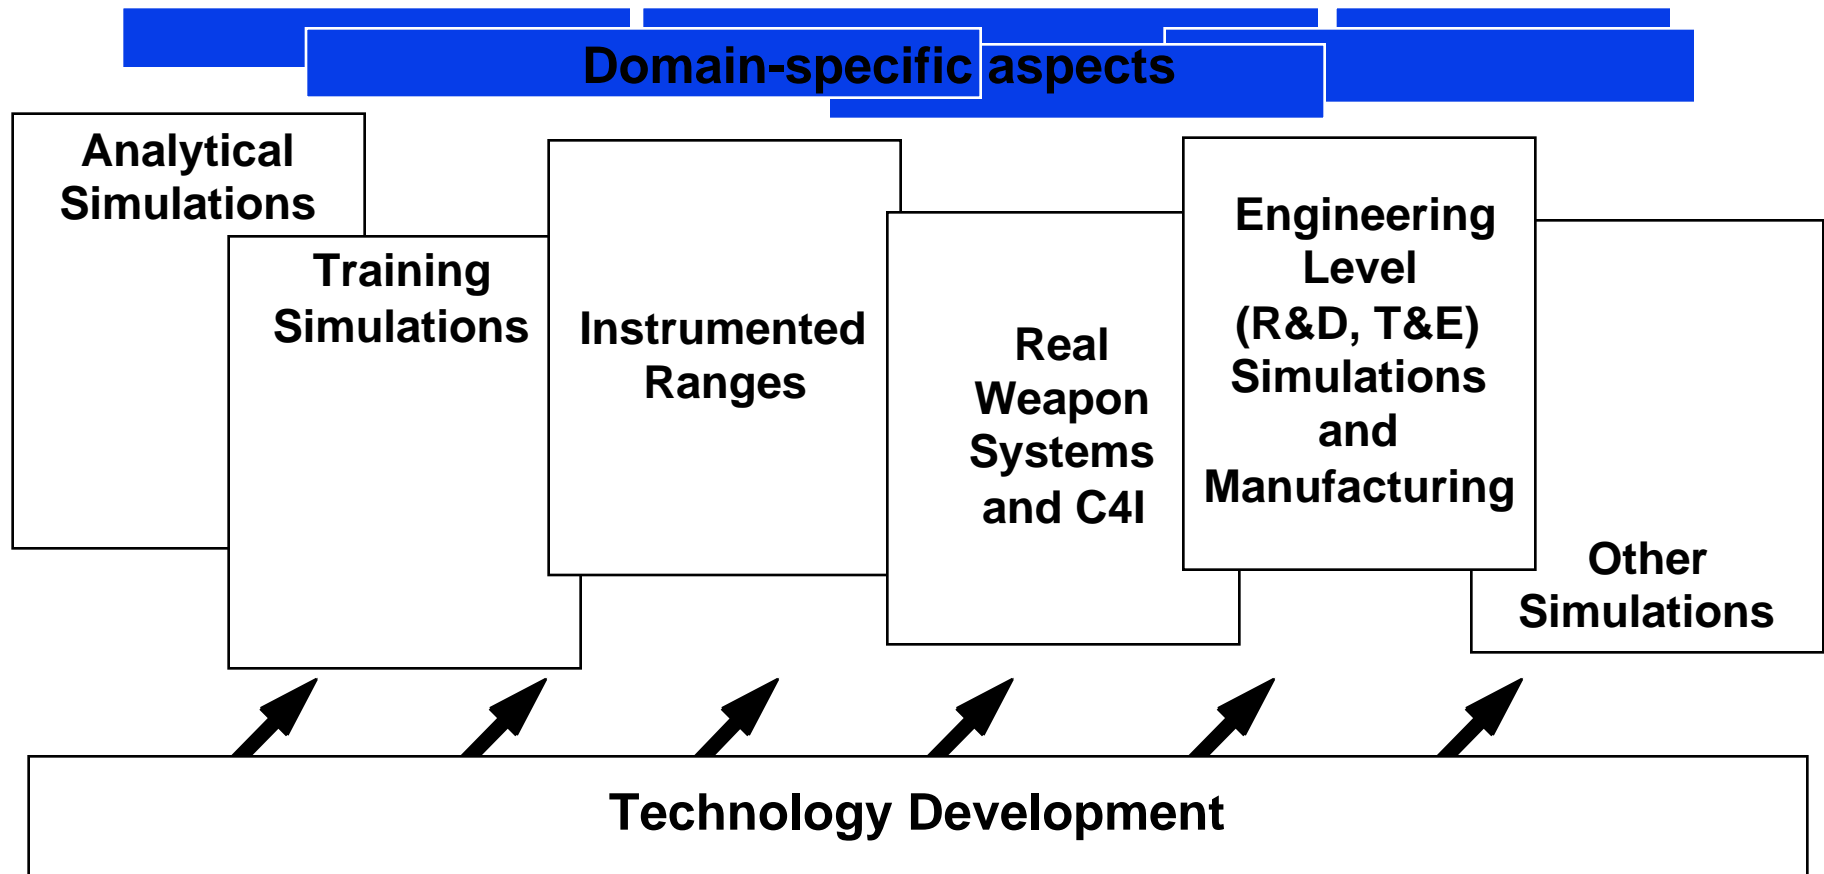 Domain-specific aspects
Analytical
Simulations
Training
Simulations
Instrumented
Ranges
Real
Weapon
Systems
and C4I
Engineering
Level
(R&D, T&E)
Simulations
and
Manufacturing
Other
Simulations
Technology Development